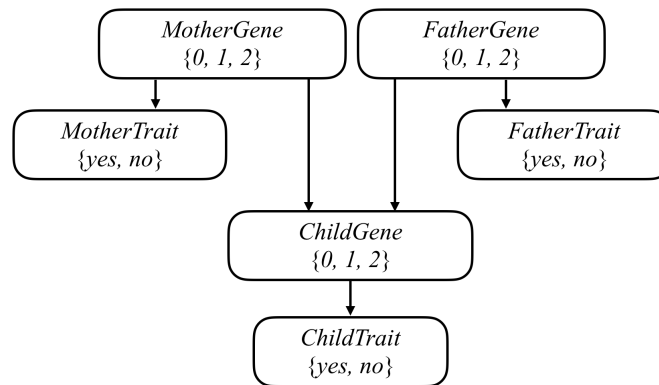 MotherGene
{0, 1, 2}
FatherGene
{0, 1, 2}
MotherTrait
{yes, no}
FatherTrait
{yes, no}
ChildGene
{0, 1, 2}
ChildTrait
{yes, no}